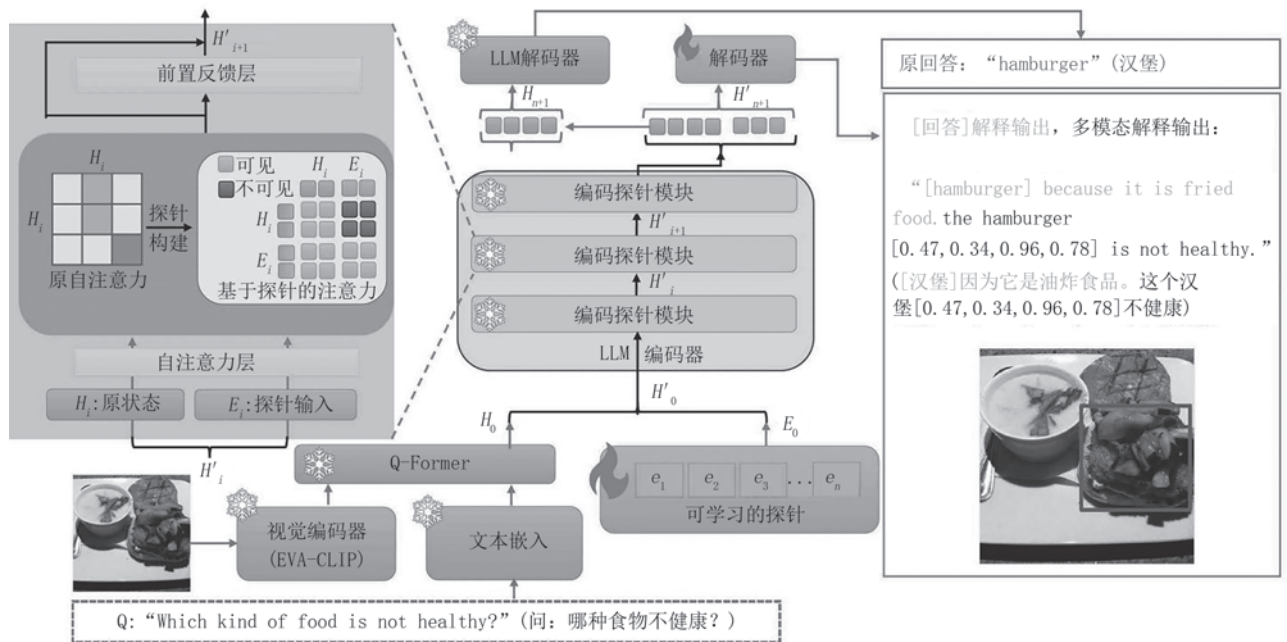 H'i+1
前置反馈层
Hi
Hi
原自注意力
探针
构建
可见
不可见
Hi
Ei
Hi
Ei
基于探针的注意力
自注意力层
Hi:原状态
Ei:探针输入
H'i
LLM解码器
解码器
Hn+1
H'n+1
编码探针模块
H'i+1
编码探针模块
H'i
编码探针模块
LLM 编码器
H'0
H0
E0
Q-Former
e1
e2
e3
...
en
可学习的探针
视觉编码器
(EVA-CLIP)
文本嵌入
Q: “Which kind of food is not healthy?”(问: 哪种食物不健康? )
原回答: “hamburger”(汉堡)
[回答]解释输出, 多模态解释输出:
“[hamburger] because it is fried
food. the hamburger
[0.47, 0.34, 0.96, 0.78] is not healthy.”
([汉堡]因为它是油炸食品。这个汉
堡[0.47, 0.34, 0.96, 0.78]不健康)